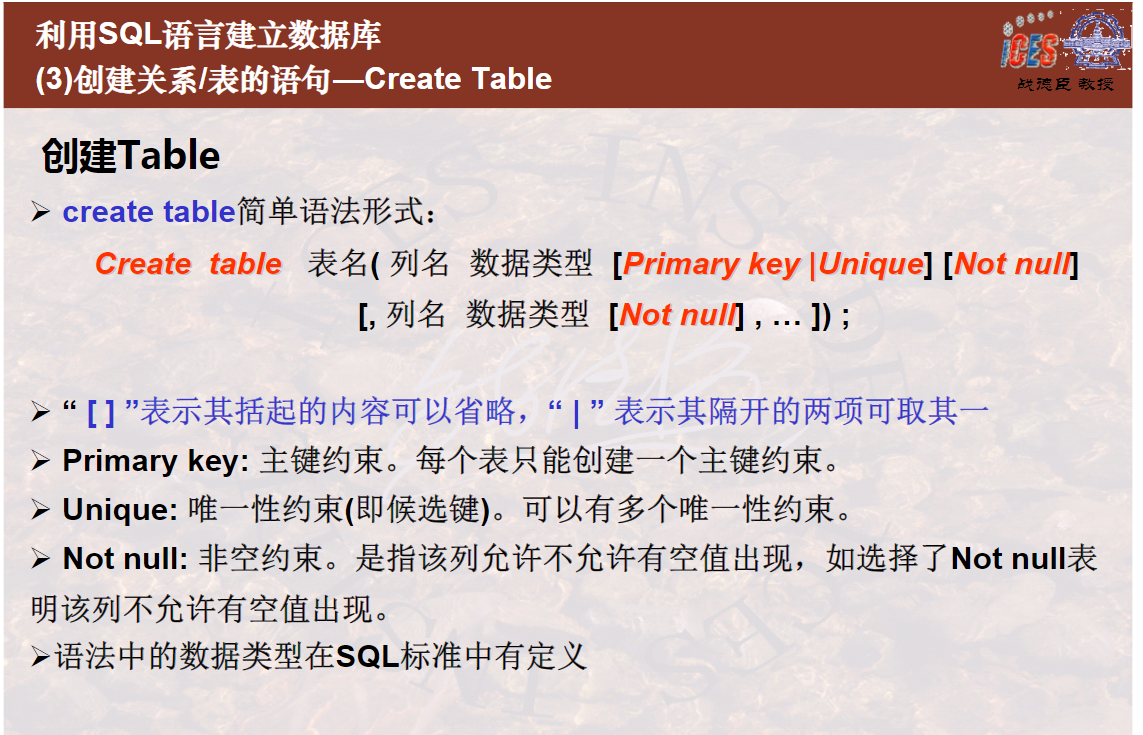 利用SQL语言建立数据库
(3)创建关系/表的语句—Create Table
iCES
战德臣 教授
创建Table
➢ create table简单语法形式：
Create table 表名( 列名 数据类型 [Primary key |Unique] [Not null]
[, 列名 数据类型 [Not null] , … ]) ;
➢ “ [ ] ”表示其括起的内容可以省略，“ | ” 表示其隔开的两项可取其一
➢ Primary key: 主键约束。每个表只能创建一个主键约束。
➢ Unique: 唯一性约束(即候选键)。可以有多个唯一性约束。
➢ Not null: 非空约束。是指该列允许不允许有空值出现，如选择了Not null表
明该列不允许有空值出现。
➢语法中的数据类型在SQL标准中有定义